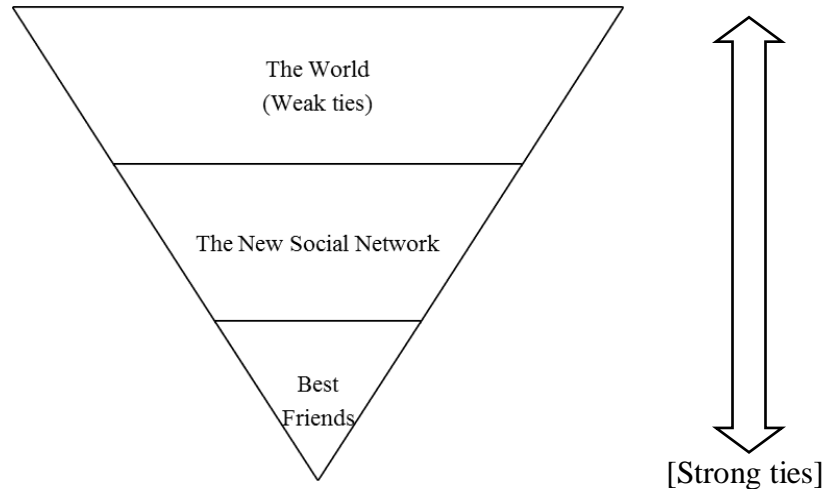 The World
(Weak ties)
The New Social Network
Best
Friends
[Strong ties]